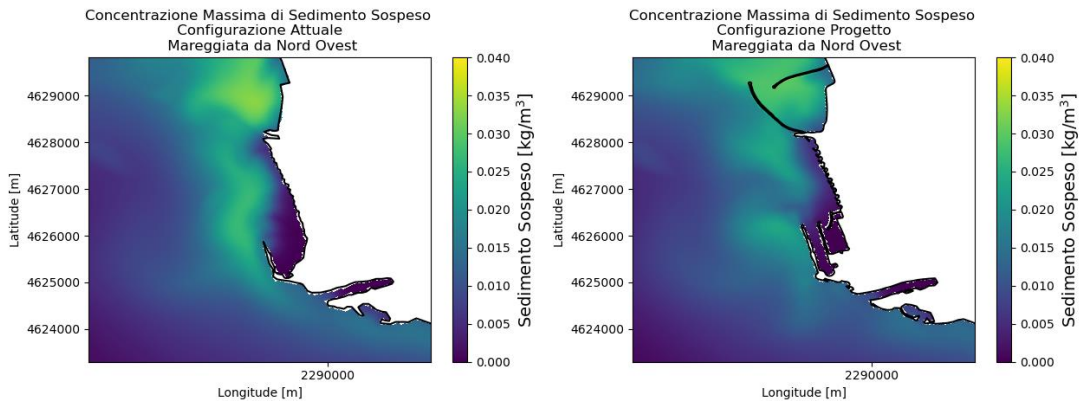 Concentrazione Massima di Sedimento Sospeso
Configurazione Attuale
Mareggiata da Nord Ovest
4629000
4628000
4627000
4626000
4625000
4624000
Latitude [m]
2290000
Longitude [m]
0.040
0.035
0.030
0.025
0.020
0.015
0.010
0.005
0.000
Sedimento Sospeso [kg/m³]
Concentrazione Massima di Sedimento Sospeso
Configurazione Progetto
Mareggiata da Nord Ovest
4629000
4628000
4627000
4626000
4625000
4624000
Latitude [m]
2290000
Longitude [m]
0.040
0.035
0.030
0.025
0.020
0.015
0.010
0.005
0.000
Sedimento Sospeso [kg/m³]